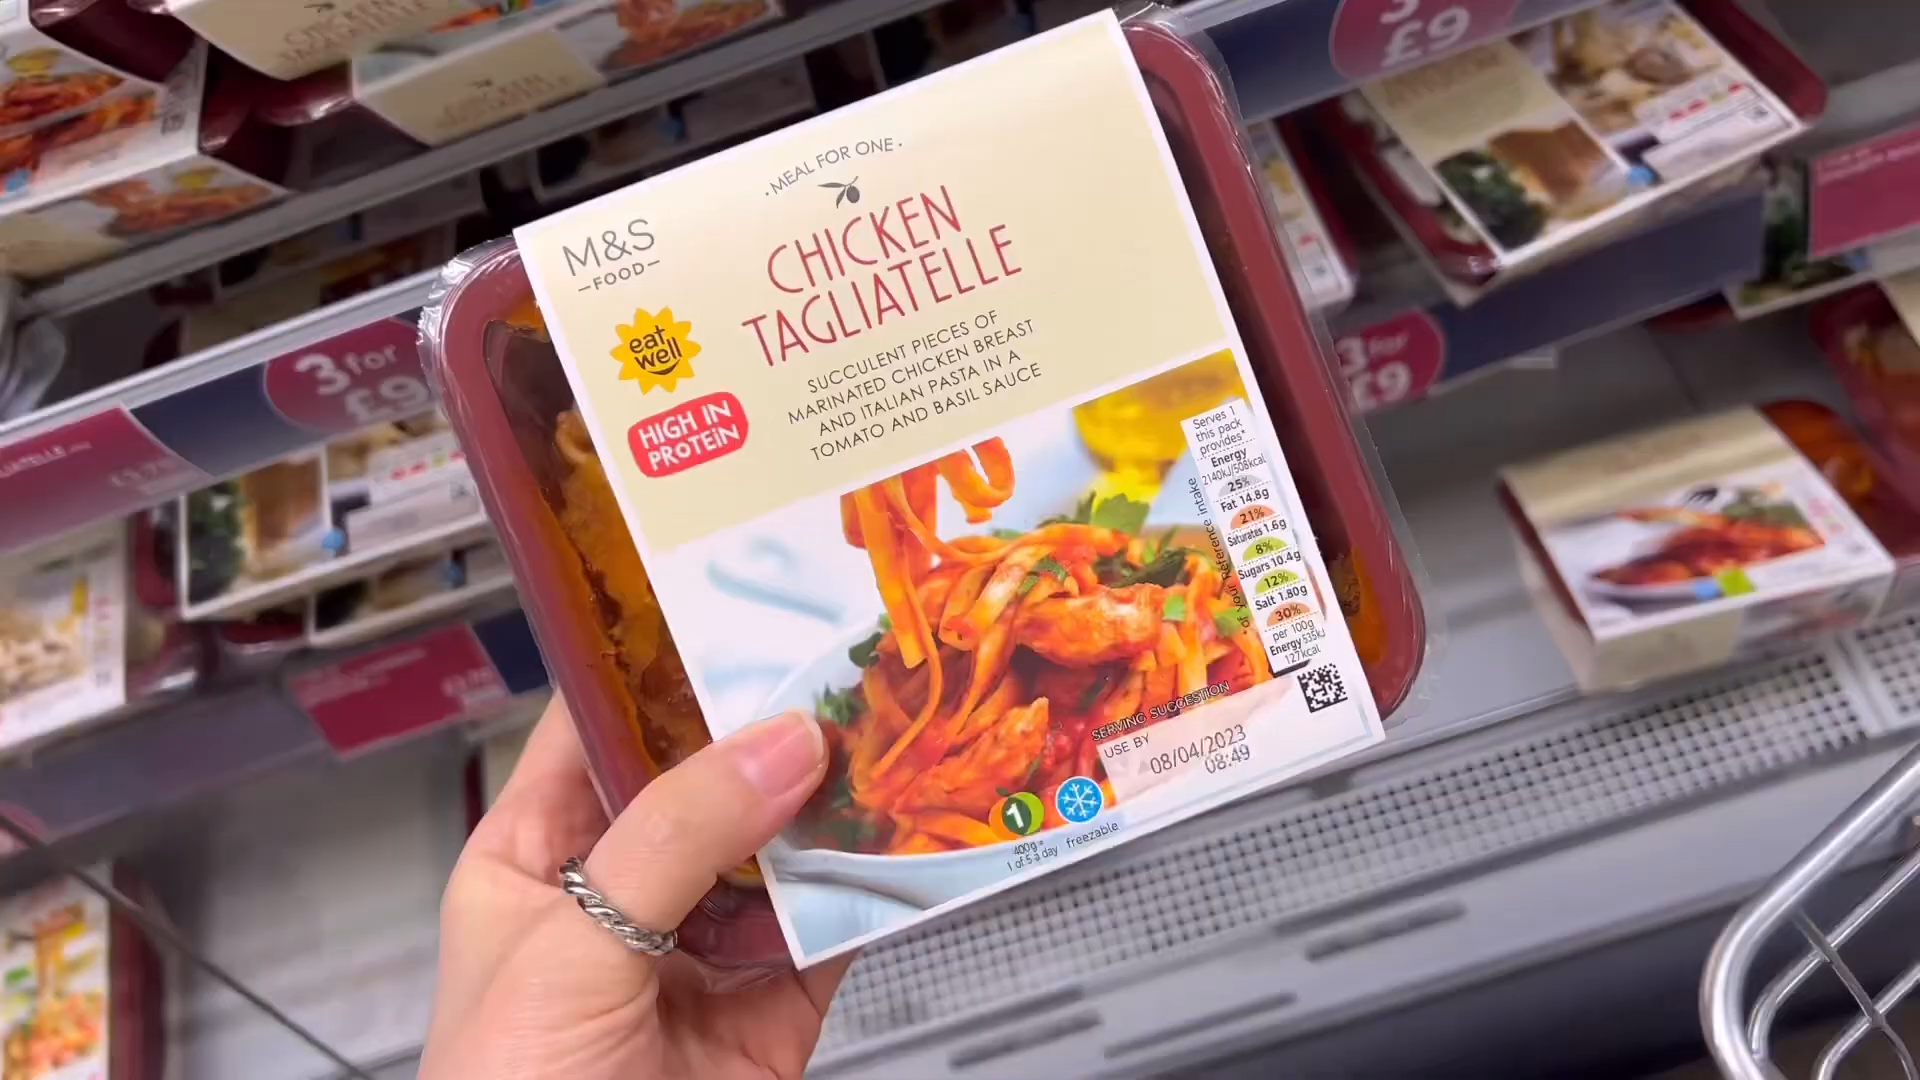 CHICKEN
TAGLIATELLE
3
£9
3 for
£9
3 for
£9
· MEAL FOR ONE ·
M&S
—FOOD—
CHICKEN
TAGLIATELLE
eat
well
HIGH IN
PROTEiN
SUCCULENT PIECES OF
MARINATED CHICKEN BREAST
AND ITALIAN PASTA IN A
TOMATO AND BASIL SAUCE
Serves 1
this pack
provides*
Energy
2140kJ/508kcal
25%
Fat 14.8g
21%
Saturates 1.6g
8%
Sugars 10.4g
12%
Salt 1.80g
30%
per 100g
Energy 535kJ
127kcal
* of your Reference intake
SERVING SUGGESTION
USE BY
08/04/2023
08:49
1
400g =
1 of 5 a day
freezable